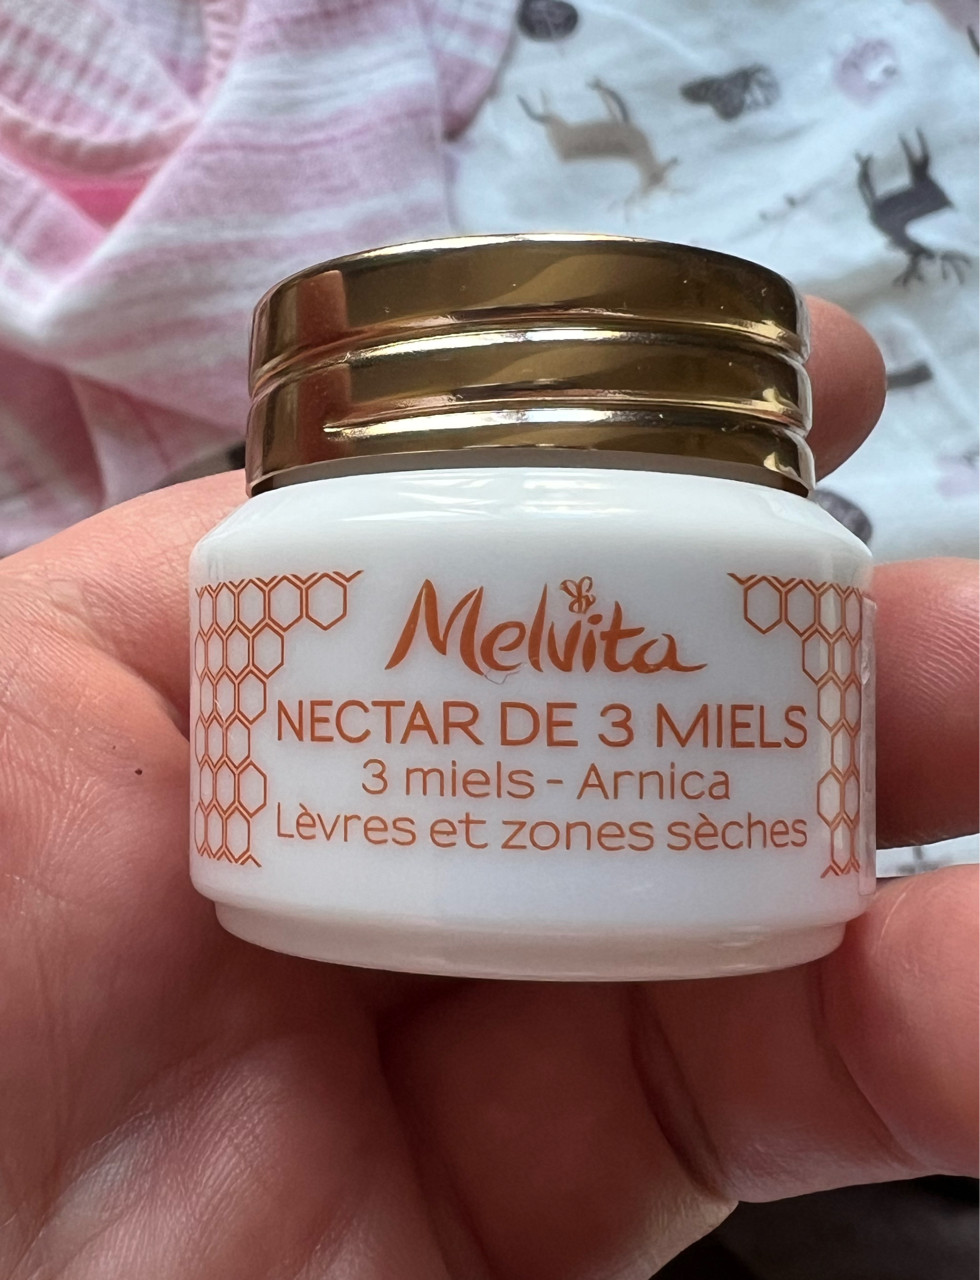 Melvita
NECTAR DE 3 MIELS
3 miels - Arnica
Lèvres et zones sèches